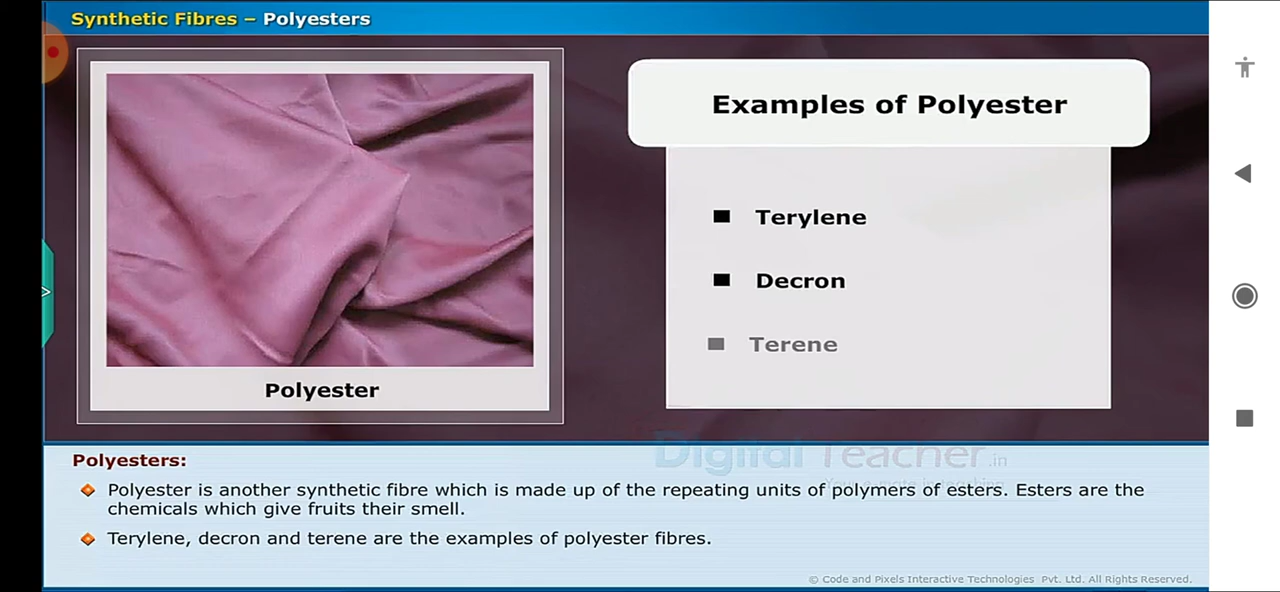 Synthetic Fibres – Polyesters
Examples of Polyester
Terylene
Decron
Terene
Polyester
Digital Teacher.in
Polyesters:
Polyester is another synthetic fibre which is made up of the repeating units of polymers of esters. Esters are the
chemicals which give fruits their smell.
Terylene, decron and terene are the examples of polyester fibres.
© Code and Pixels Interactive Technologies Pvt. Ltd. All Rights Reserved.